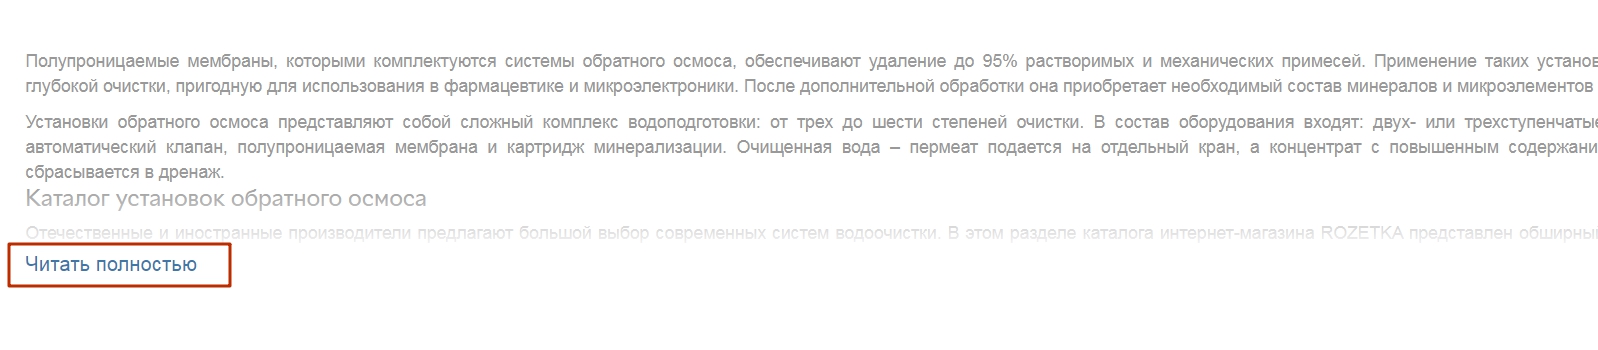 Полупроницаемые мембраны, которыми комплектуются системы обратного осмоса, обеспечивают удаление до 95% растворимых и механических примесей. Применение таких установ
глубокой очистки, пригодную для использования в фармацевтике и микроэлектроники. После дополнительной обработки она приобретает необходимый состав минералов и микроэлементов
Установки обратного осмоса представляют собой сложный комплекс водоподготовки: от трех до шести степеней очистки. В состав оборудования входят: двух- или трехступенчатые
автоматический клапан, полупроницаемая мембрана и картридж минерализации. Очищенная вода – пермеат подается на отдельный кран, а концентрат с повышенным содержани
сбрасывается в дренаж.
Каталог установок обратного осмоса
Отечественные и иностранные производители предлагают большой выбор современных систем водоочистки. В этом разделе каталога интернет-магазина ROZETKA представлен обширный
Читать полностью